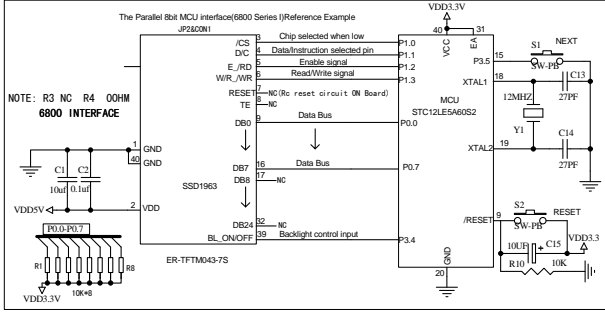 The Parallel 8bit MCU interface(6800 Series I)Reference Example
JP2&CON1
NOTE: R3 NC R4 0OHM
6800 INTERFACE
/CS 3 Chip selected when low P1.0
D/C 4 Data/Instruction selected pin P1.1
E_/RD 5 Enable signal P1.2
W/R_/WR 6 Read/Write signal P1.3
RESET 7 NC(Rc reset circuit ON Board)
TE 8 NC
DB0 9 Data Bus P0.0
DB7 16 Data Bus P0.7
DB8 17 NC
DB24 32 NC
BL_ON/OFF 39 Backlight control input P3.4
SSD1963
ER-TFTM043-7S
1 GND
40 GND
2 VDD
C1 C2
10uf 0.1uf
VDD5V
P0.0-P0.7
R1 R8
10K*8
VDD3.3V
VDD3.3V
40 31
VCC EA
MCU
STC12LE5A60S2
P3.5 15
XTAL1 18
XTAL2 19
/RESET 9
GND
20
S1 NEXT
SW-PB
C13
27PF
12MHZ
Y1
C14
27PF
S2 RESET
SW-PB
10UF + C15
VDD3.3
R10 10K